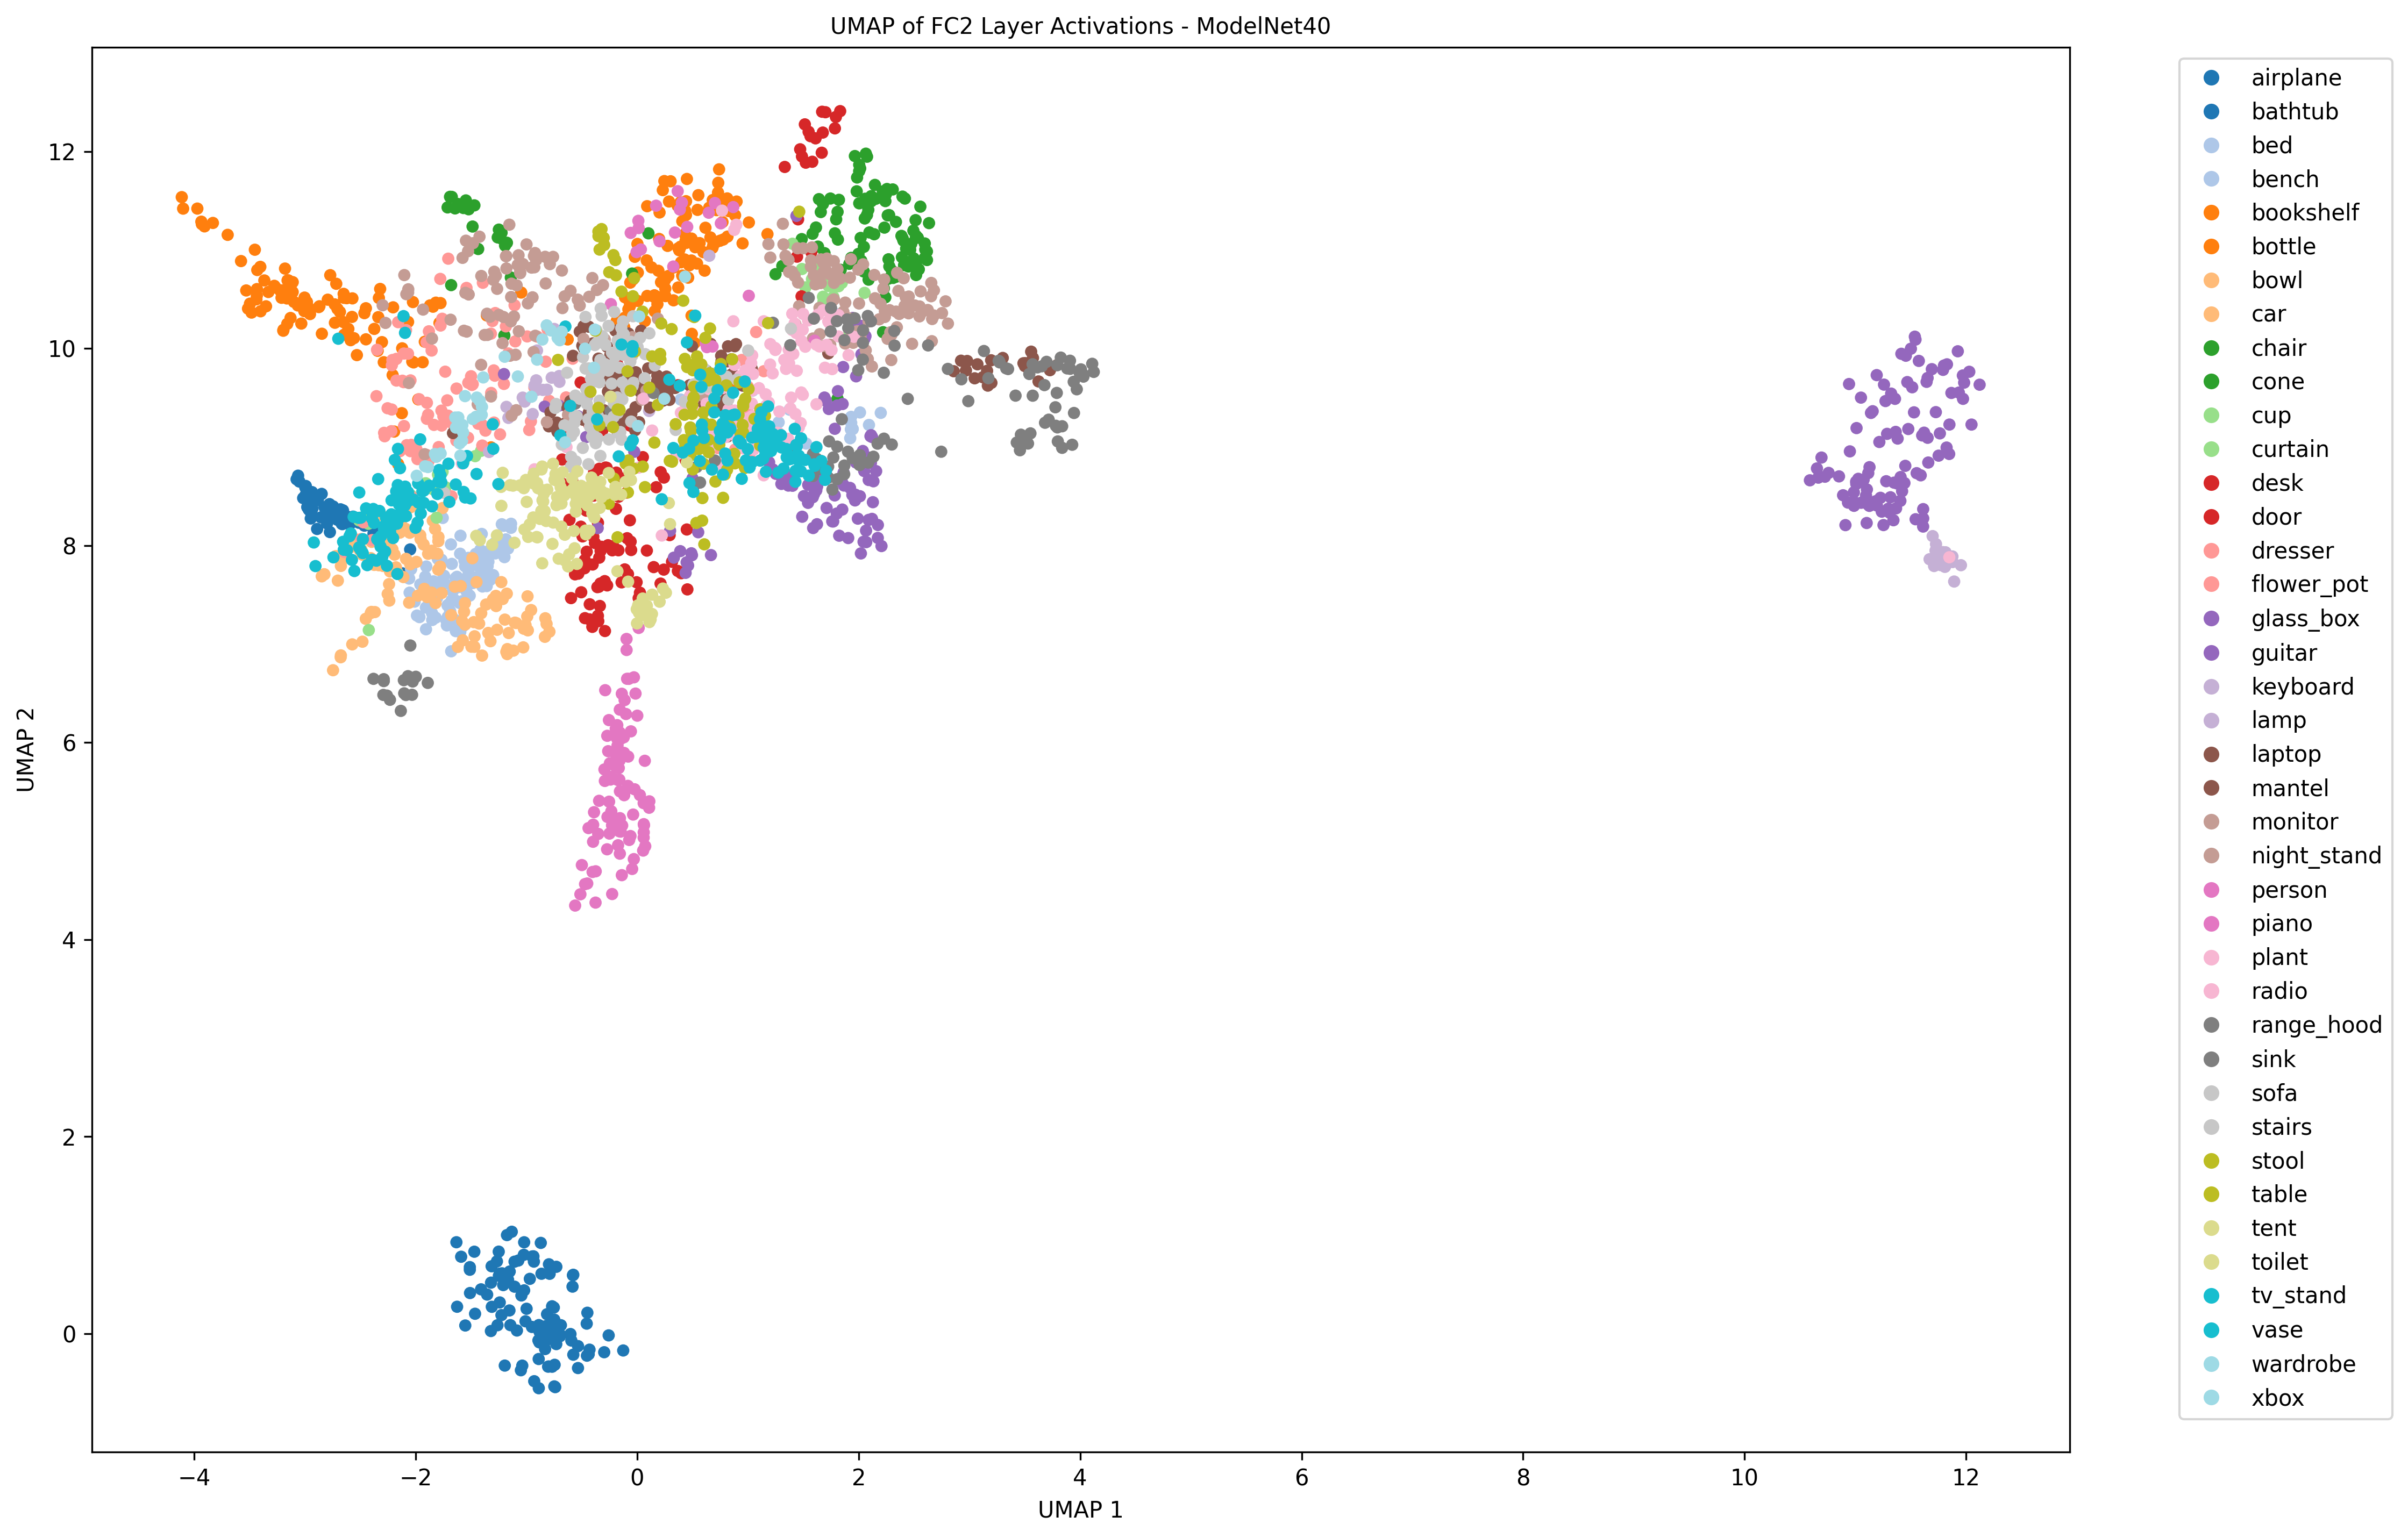 UMAP of FC2 Layer Activations - ModelNet40
12
10
8
6
4
2
0
UMAP 2
−4
−2
0
2
4
6
8
10
12
UMAP 1
airplane
bathtub
bed
bench
bookshelf
bottle
bowl
car
chair
cone
cup
curtain
desk
door
dresser
flower_pot
glass_box
guitar
keyboard
lamp
laptop
mantel
monitor
night_stand
person
piano
plant
radio
range_hood
sink
sofa
stairs
stool
table
tent
toilet
tv_stand
vase
wardrobe
xbox